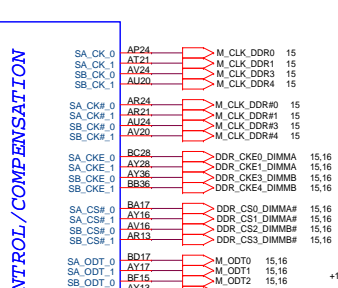 SA_CK_0 AP24 M_CLK_DDR0 15
SA_CK_1 AT21 M_CLK_DDR1 15
SB_CK_0 AV24 M_CLK_DDR3 15
SB_CK_1 AU20 M_CLK_DDR4 15
SA_CK#_0 AR24 M_CLK_DDR#0 15
SA_CK#_1 AR21 M_CLK_DDR#1 15
SB_CK#_0 AU24 M_CLK_DDR#3 15
SB_CK#_1 AV20 M_CLK_DDR#4 15
SA_CKE_0 BC28 DDR_CKE0_DIMMA 15,16
SA_CKE_1 AY28 DDR_CKE1_DIMMA 15,16
SB_CKE_0 AY36 DDR_CKE3_DIMMB 15,16
SB_CKE_1 BB36 DDR_CKE4_DIMMB 15,16
SA_CS#_0 BA17 DDR_CS0_DIMMA# 15,16
SA_CS#_1 AY16 DDR_CS1_DIMMA# 15,16
SB_CS#_0 AV16 DDR_CS2_DIMMB# 15,16
SB_CS#_1 AR13 DDR_CS3_DIMMB# 15,16
SA_ODT_0 BD17 M_ODT0 15,16
SA_ODT_1 AY17 M_ODT1 15,16
SB_ODT_0 BF15 M_ODT2 15,16
AY13
+1
NTROL/COMPENSATION